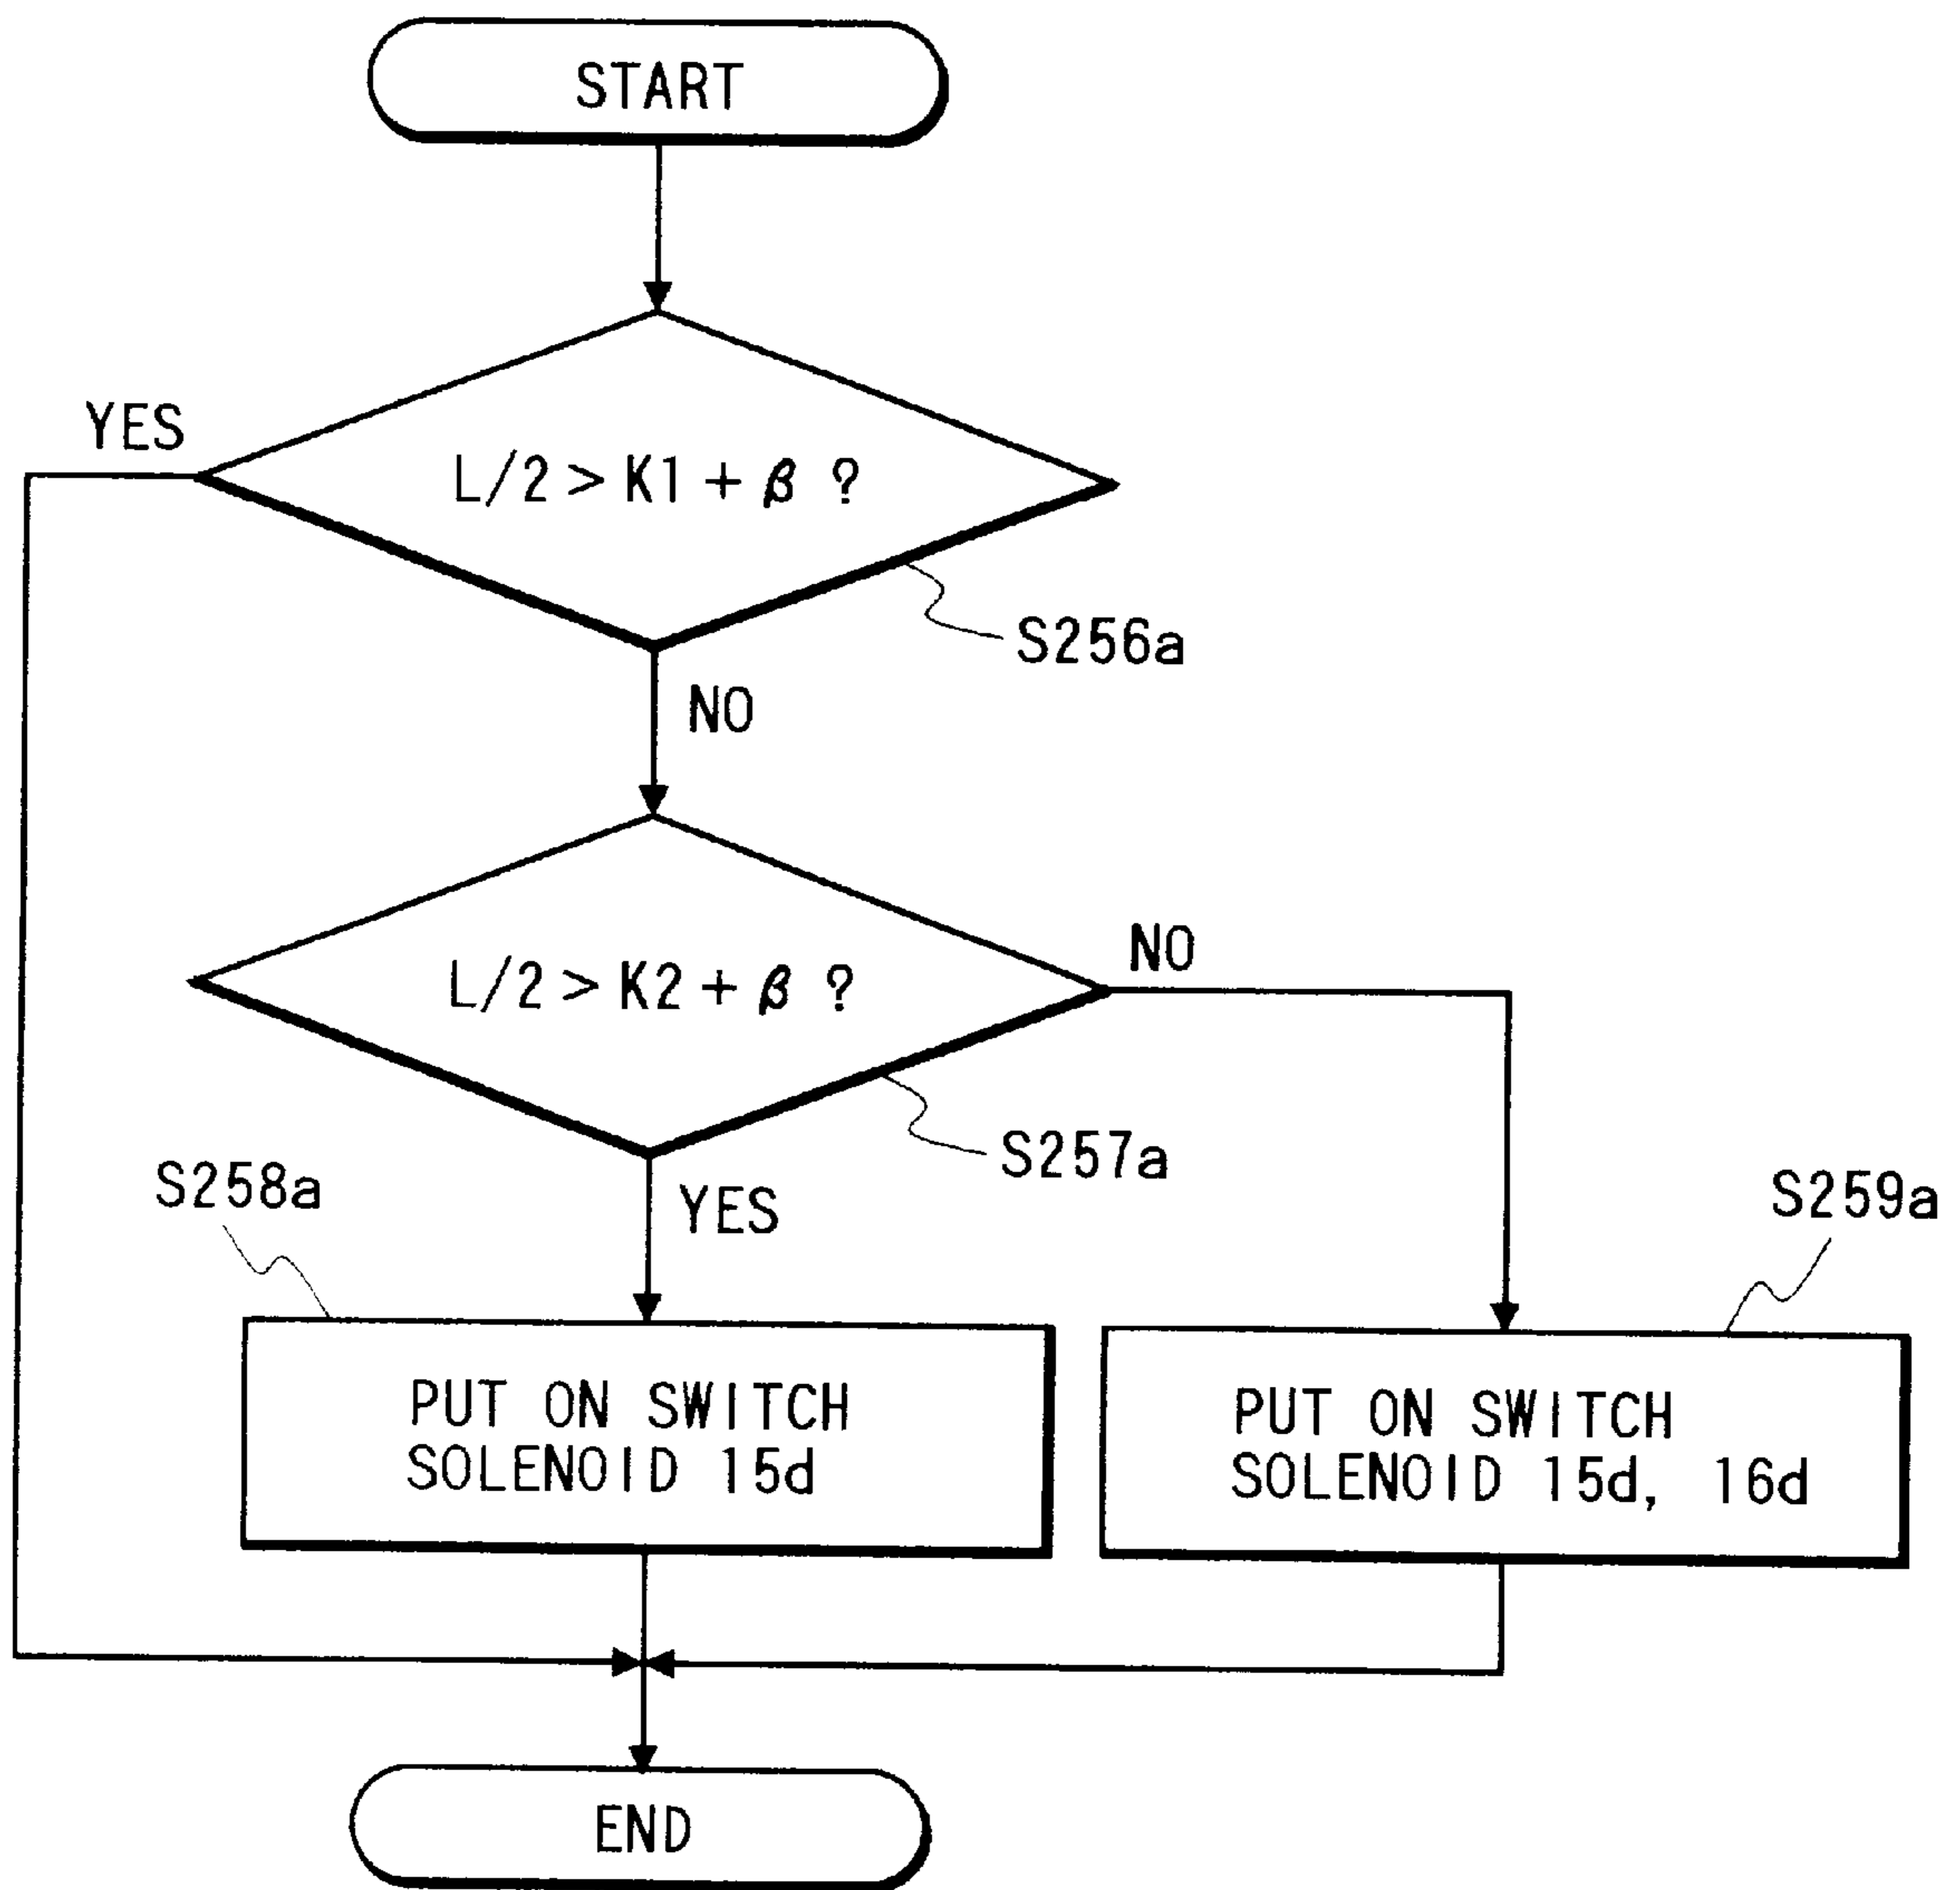 START
YES
L/2 > K1 + β ?
S256a
NO
NO
L/2 > K2 + β ?
S257a
S258a
YES
S259a
PUT ON SWITCH
SOLENOID 15d
PUT ON SWITCH
SOLENOID 15d, 16d
END